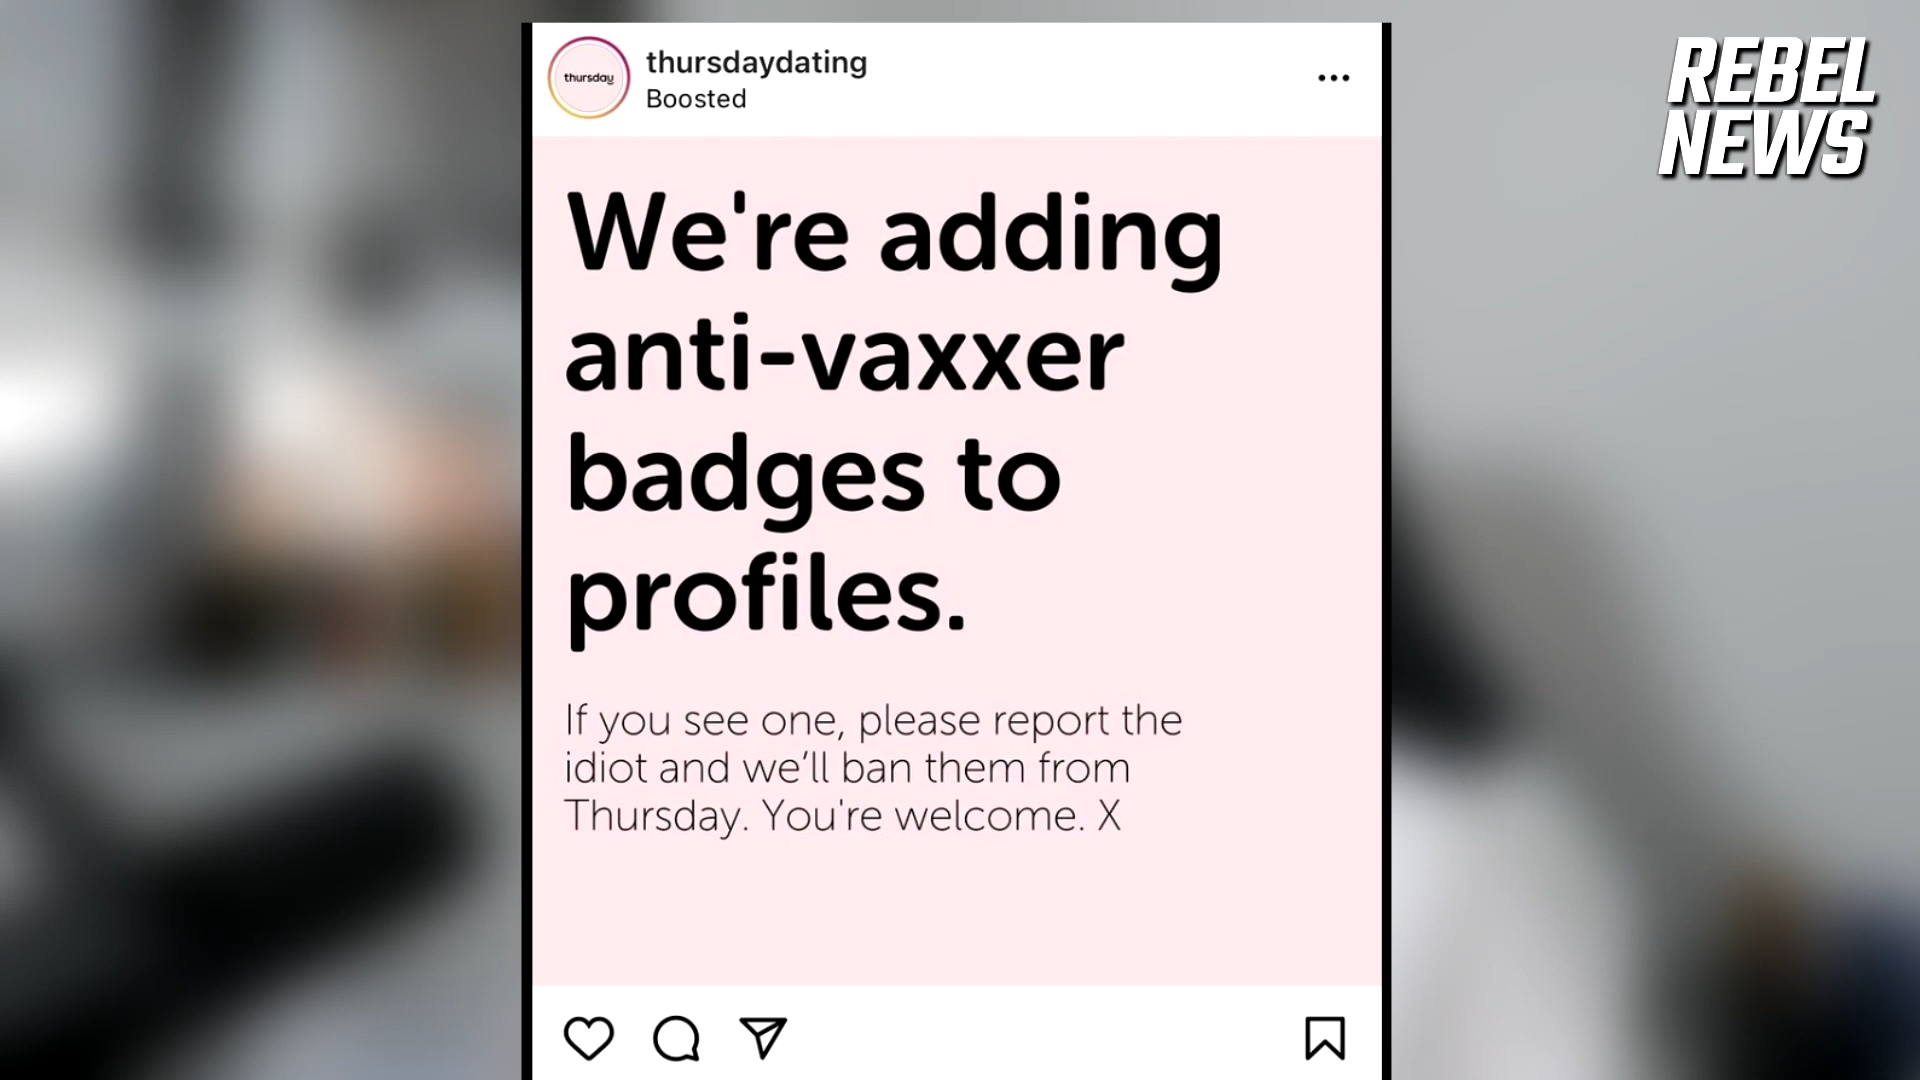 thursday
thursdaydating
Boosted
REBEL
NEWS
We're adding
anti-vaxxer
badges to
profiles.
If you see one, please report the
idiot and we’ll ban them from
Thursday. You're welcome. X